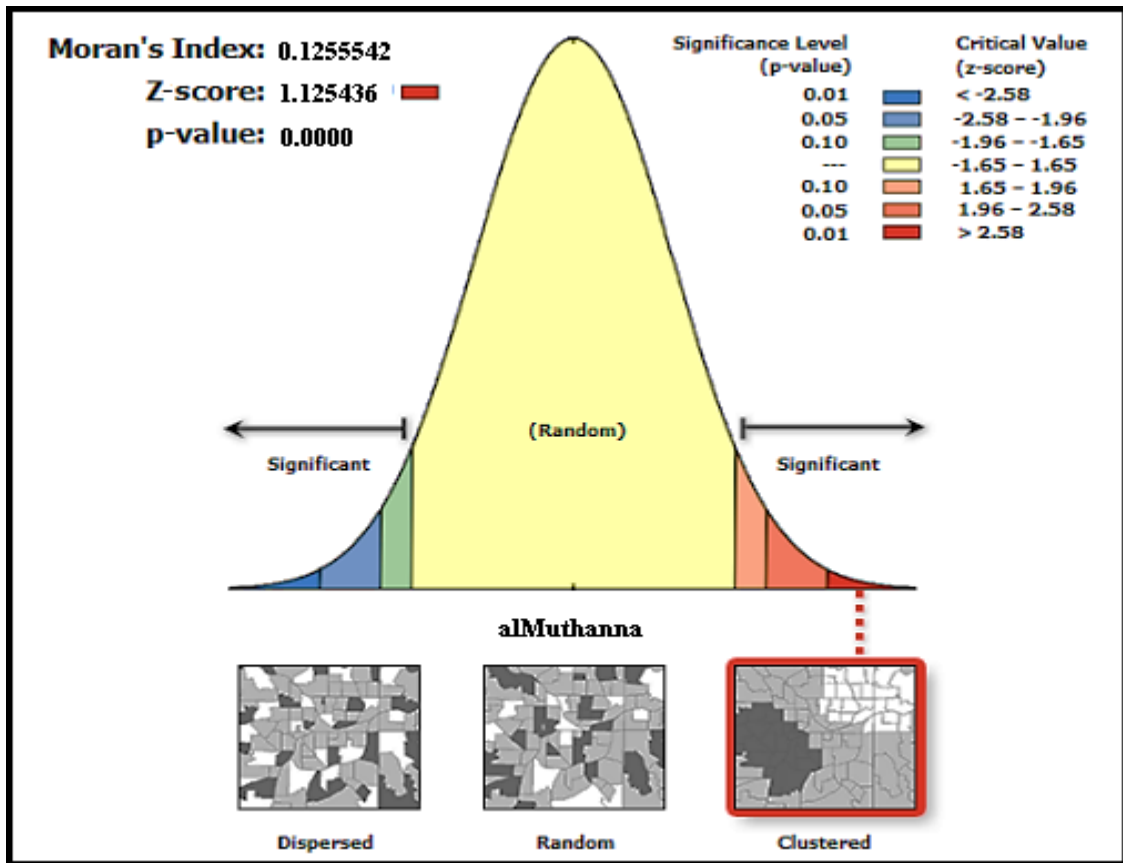 Moran's Index: 0.1255542
Z-score: 1.125436
p-value: 0.0000
Significance Level
(p-value)
Critical Value
(z-score)
0.01 < -2.58
0.05 -2.58 – -1.96
0.10 -1.96 – -1.65
--- -1.65 – 1.65
0.10 1.65 – 1.96
0.05 1.96 – 2.58
0.01 > 2.58
(Random)
Significant
Significant
alMuthanna
Dispersed
Random
Clustered